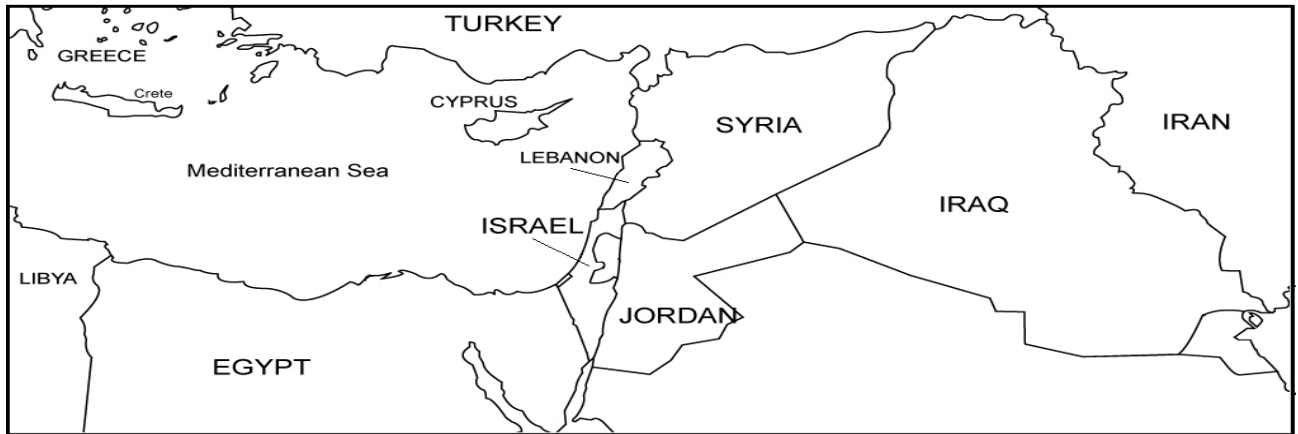 TURKEY
GREECE
Crete
CYPRUS
SYRIA
IRAN
LEBANON
Mediterranean Sea
IRAQ
ISRAEL
LIBYA
JORDAN
EGYPT